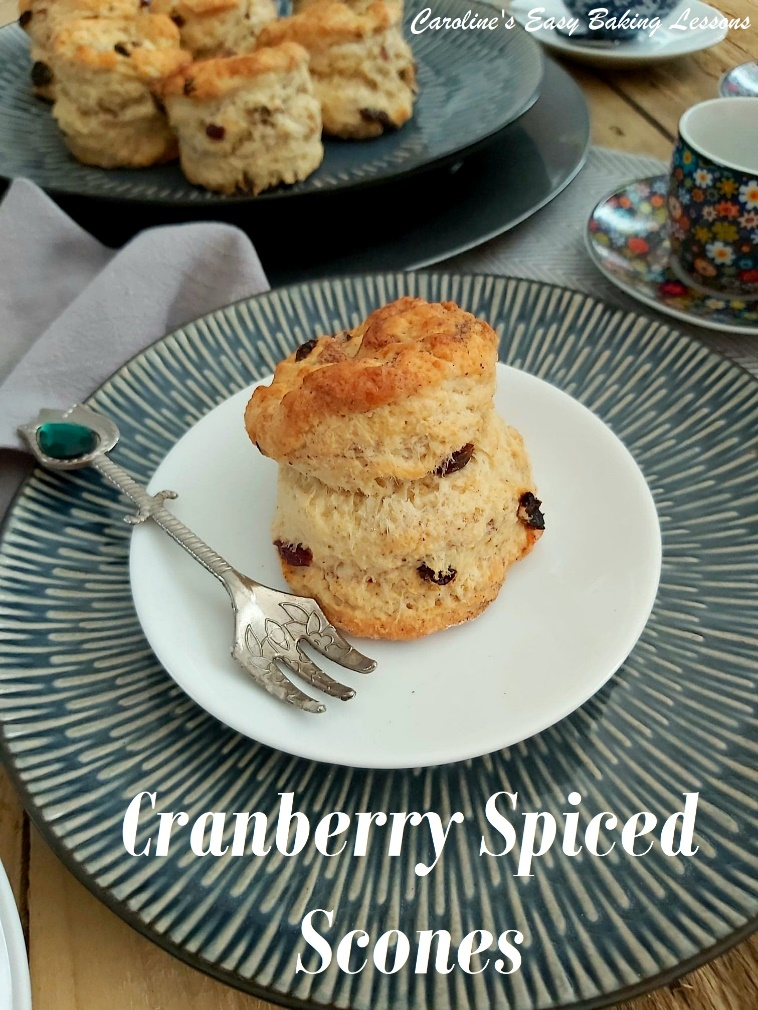 Caroline's Easy Baking Lessons
Cranberry Spiced
Scones